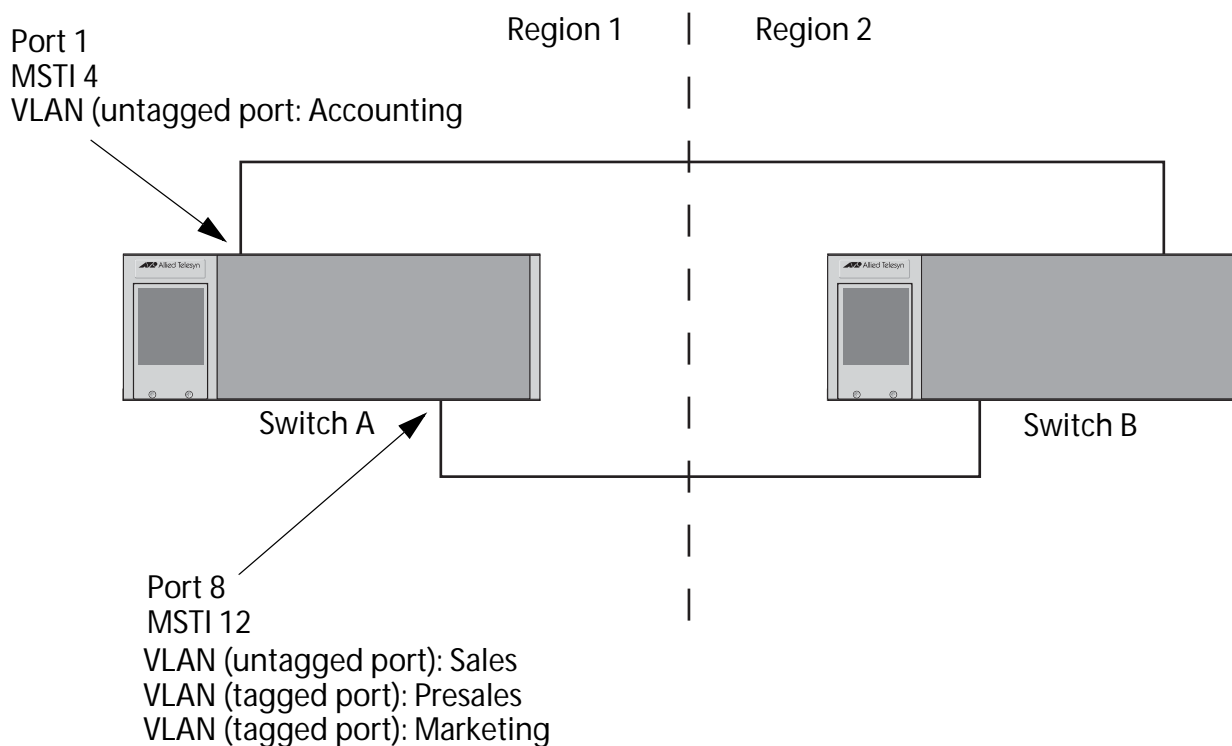 Region 1
Region 2
Port 1
MSTI 4
VLAN (untagged port: Accounting
Allied Telesyn
Allied Telesyn
Switch A
Switch B
Port 8
MSTI 12
VLAN (untagged port): Sales
VLAN (tagged port): Presales
VLAN (tagged port): Marketing